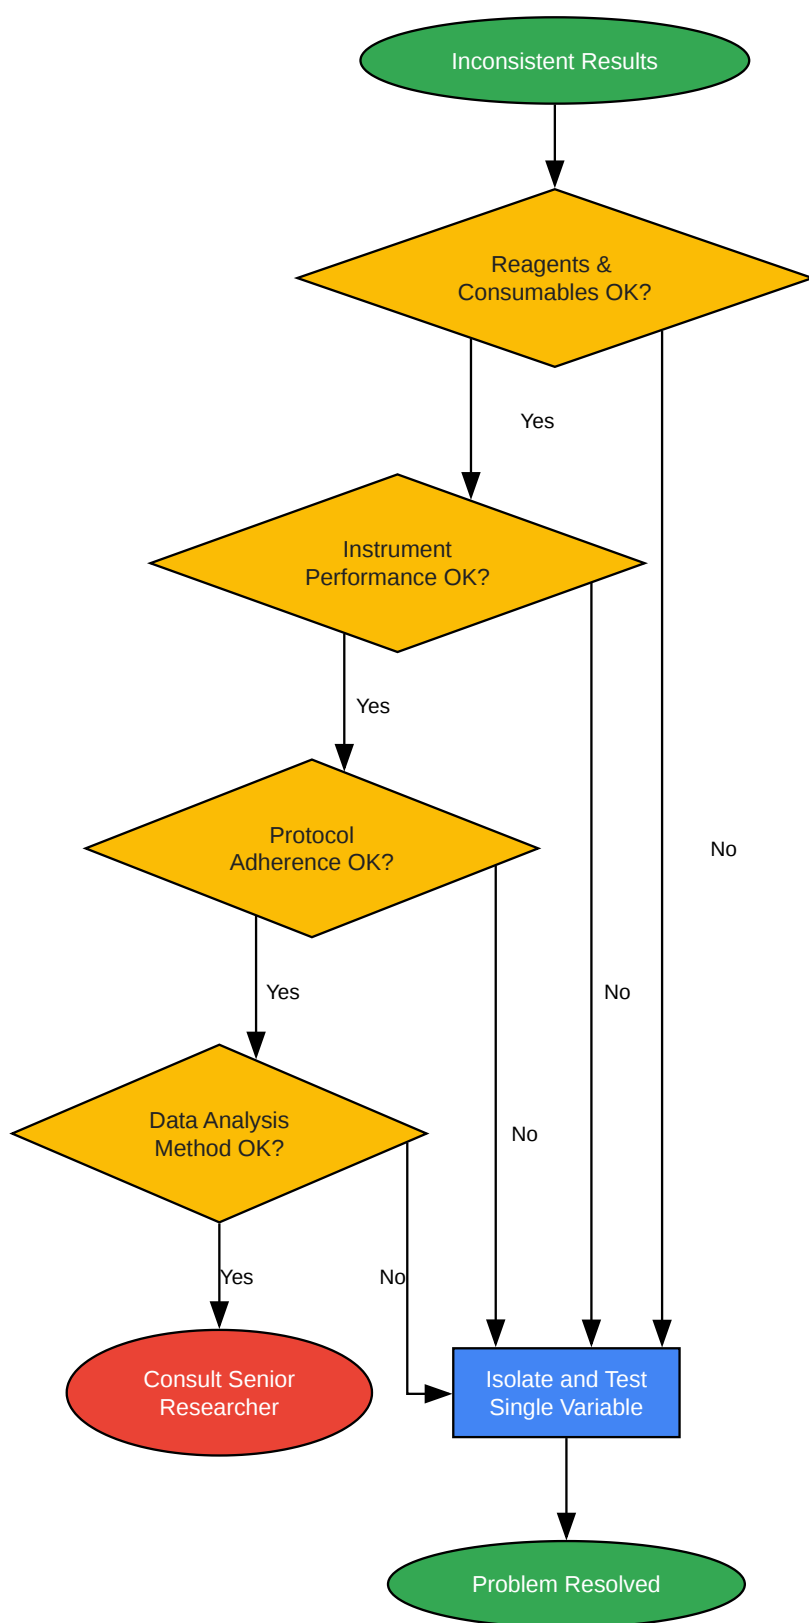 Inconsistent Results
Reagents &
Consumables OK?
Yes
Instrument
Performance OK?
Yes
Protocol
Adherence OK?
No
Yes
No
Data Analysis
Method OK?
No
Yes
No
Consult Senior
Researcher
Isolate and Test
Single Variable
Problem Resolved